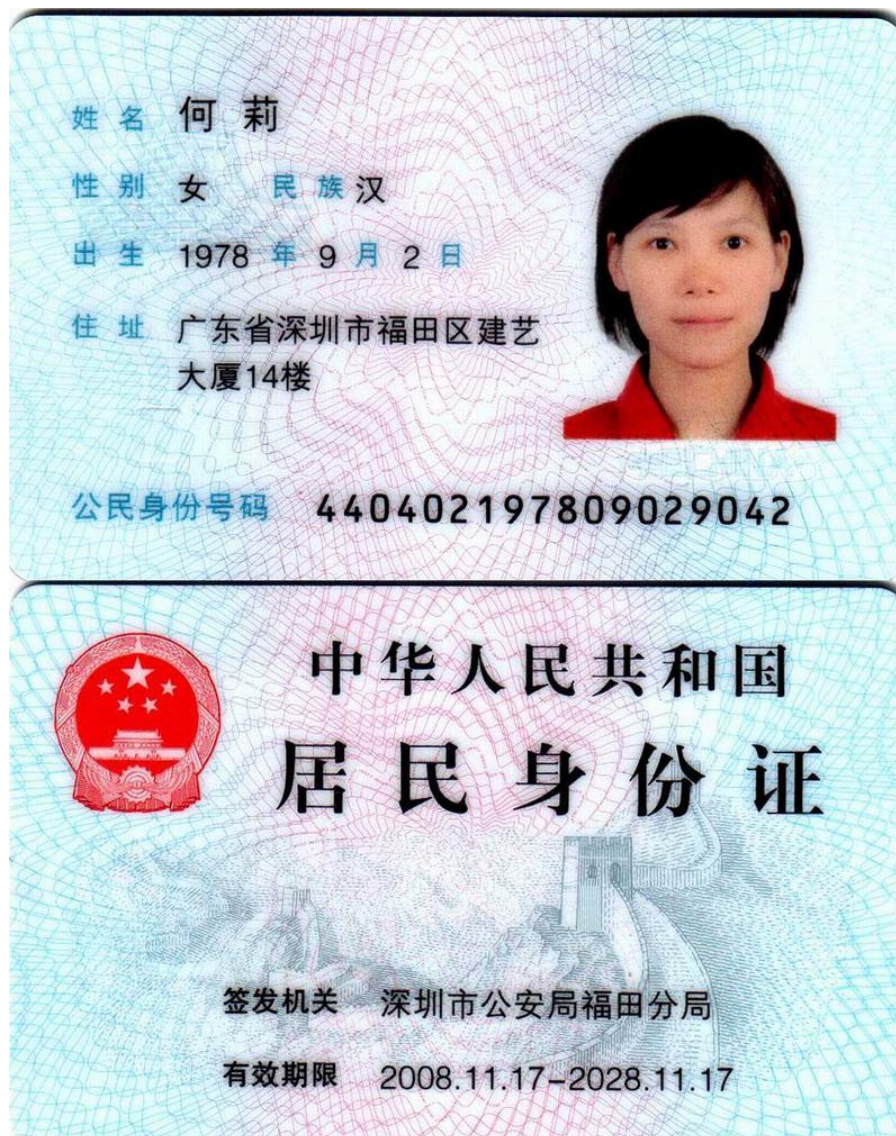 姓名 何莉
性别 女 民族 汉
出生 1978 年 9 月 2 日
住址 广东省深圳市福田区建艺
大厦14楼
公民身份号码 440402197809029042
中华人民共和国
居民身份证
签发机关 深圳市公安局福田分局
有效期限 2008.11.17-2028.11.17